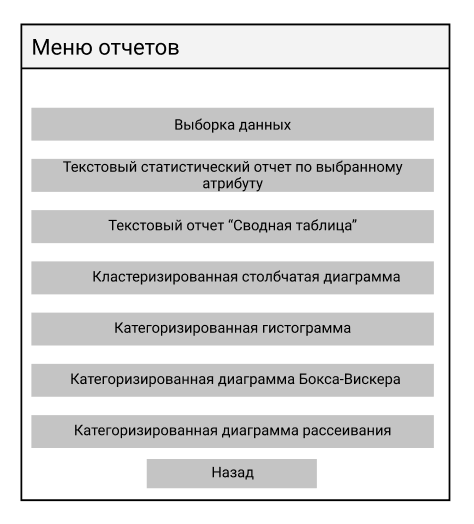 Меню отчетов
Выборка данных
Текстовый статистический отчет по выбранному
атрибуту
Текстовый отчет “Сводная таблица”
Кластеризированная столбчатая диаграмма
Категоризированная гистограмма
Категоризированная диаграмма Бокса-Вискера
Категоризированная диаграмма рассеивания
Назад